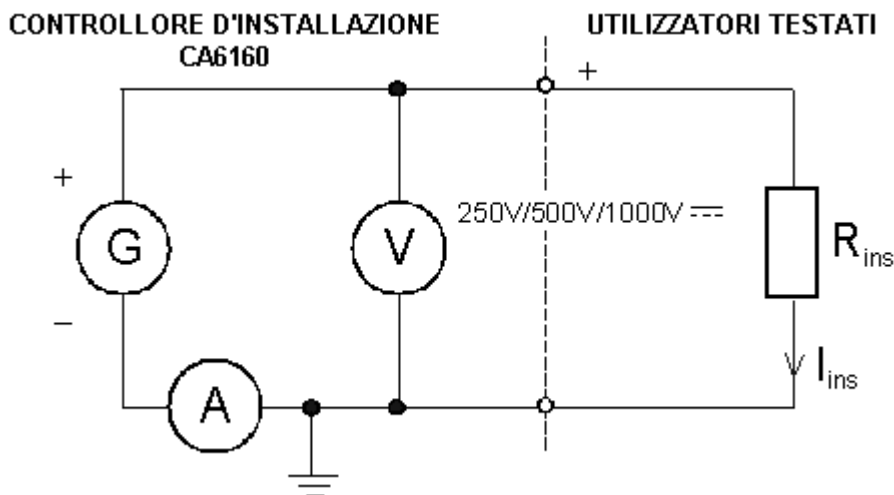 CONTROLLORE D'INSTALLAZIONE
CA6160
UTILIZZATORI TESTATI
+
+
G
V
250V/500V/1000V ⎓
R ins
−
A
I ins